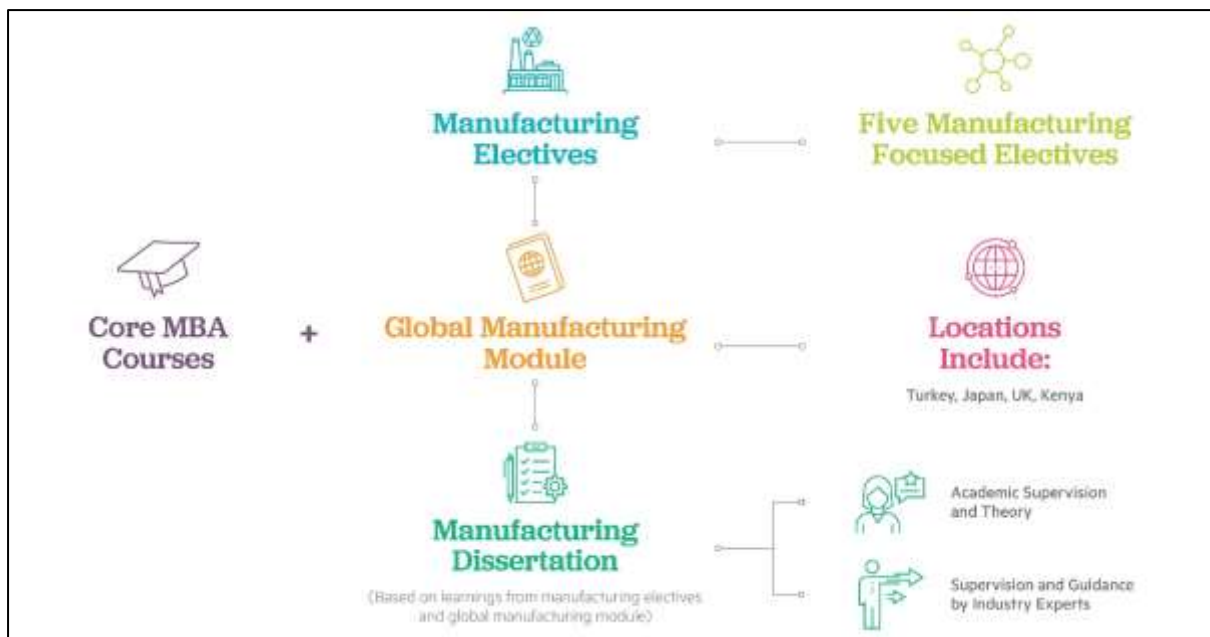 Manufacturing
Electives
Five Manufacturing
Focused Electives
Core MBA
Courses
+
Global Manufacturing
Module
Locations
Include:
Turkey, Japan, UK, Kenya
Manufacturing
Dissertation
(Based on learnings from manufacturing electives
and global manufacturing module)
Academic Supervision
and Theory
Supervision and Guidance
by Industry Experts